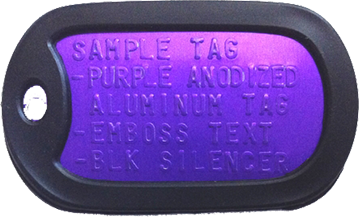 SAMPLE TAG
-PURPLE ANODIZED
ALUMINUM TAG
-EMBOSS TEXT
-BLK SILENCER